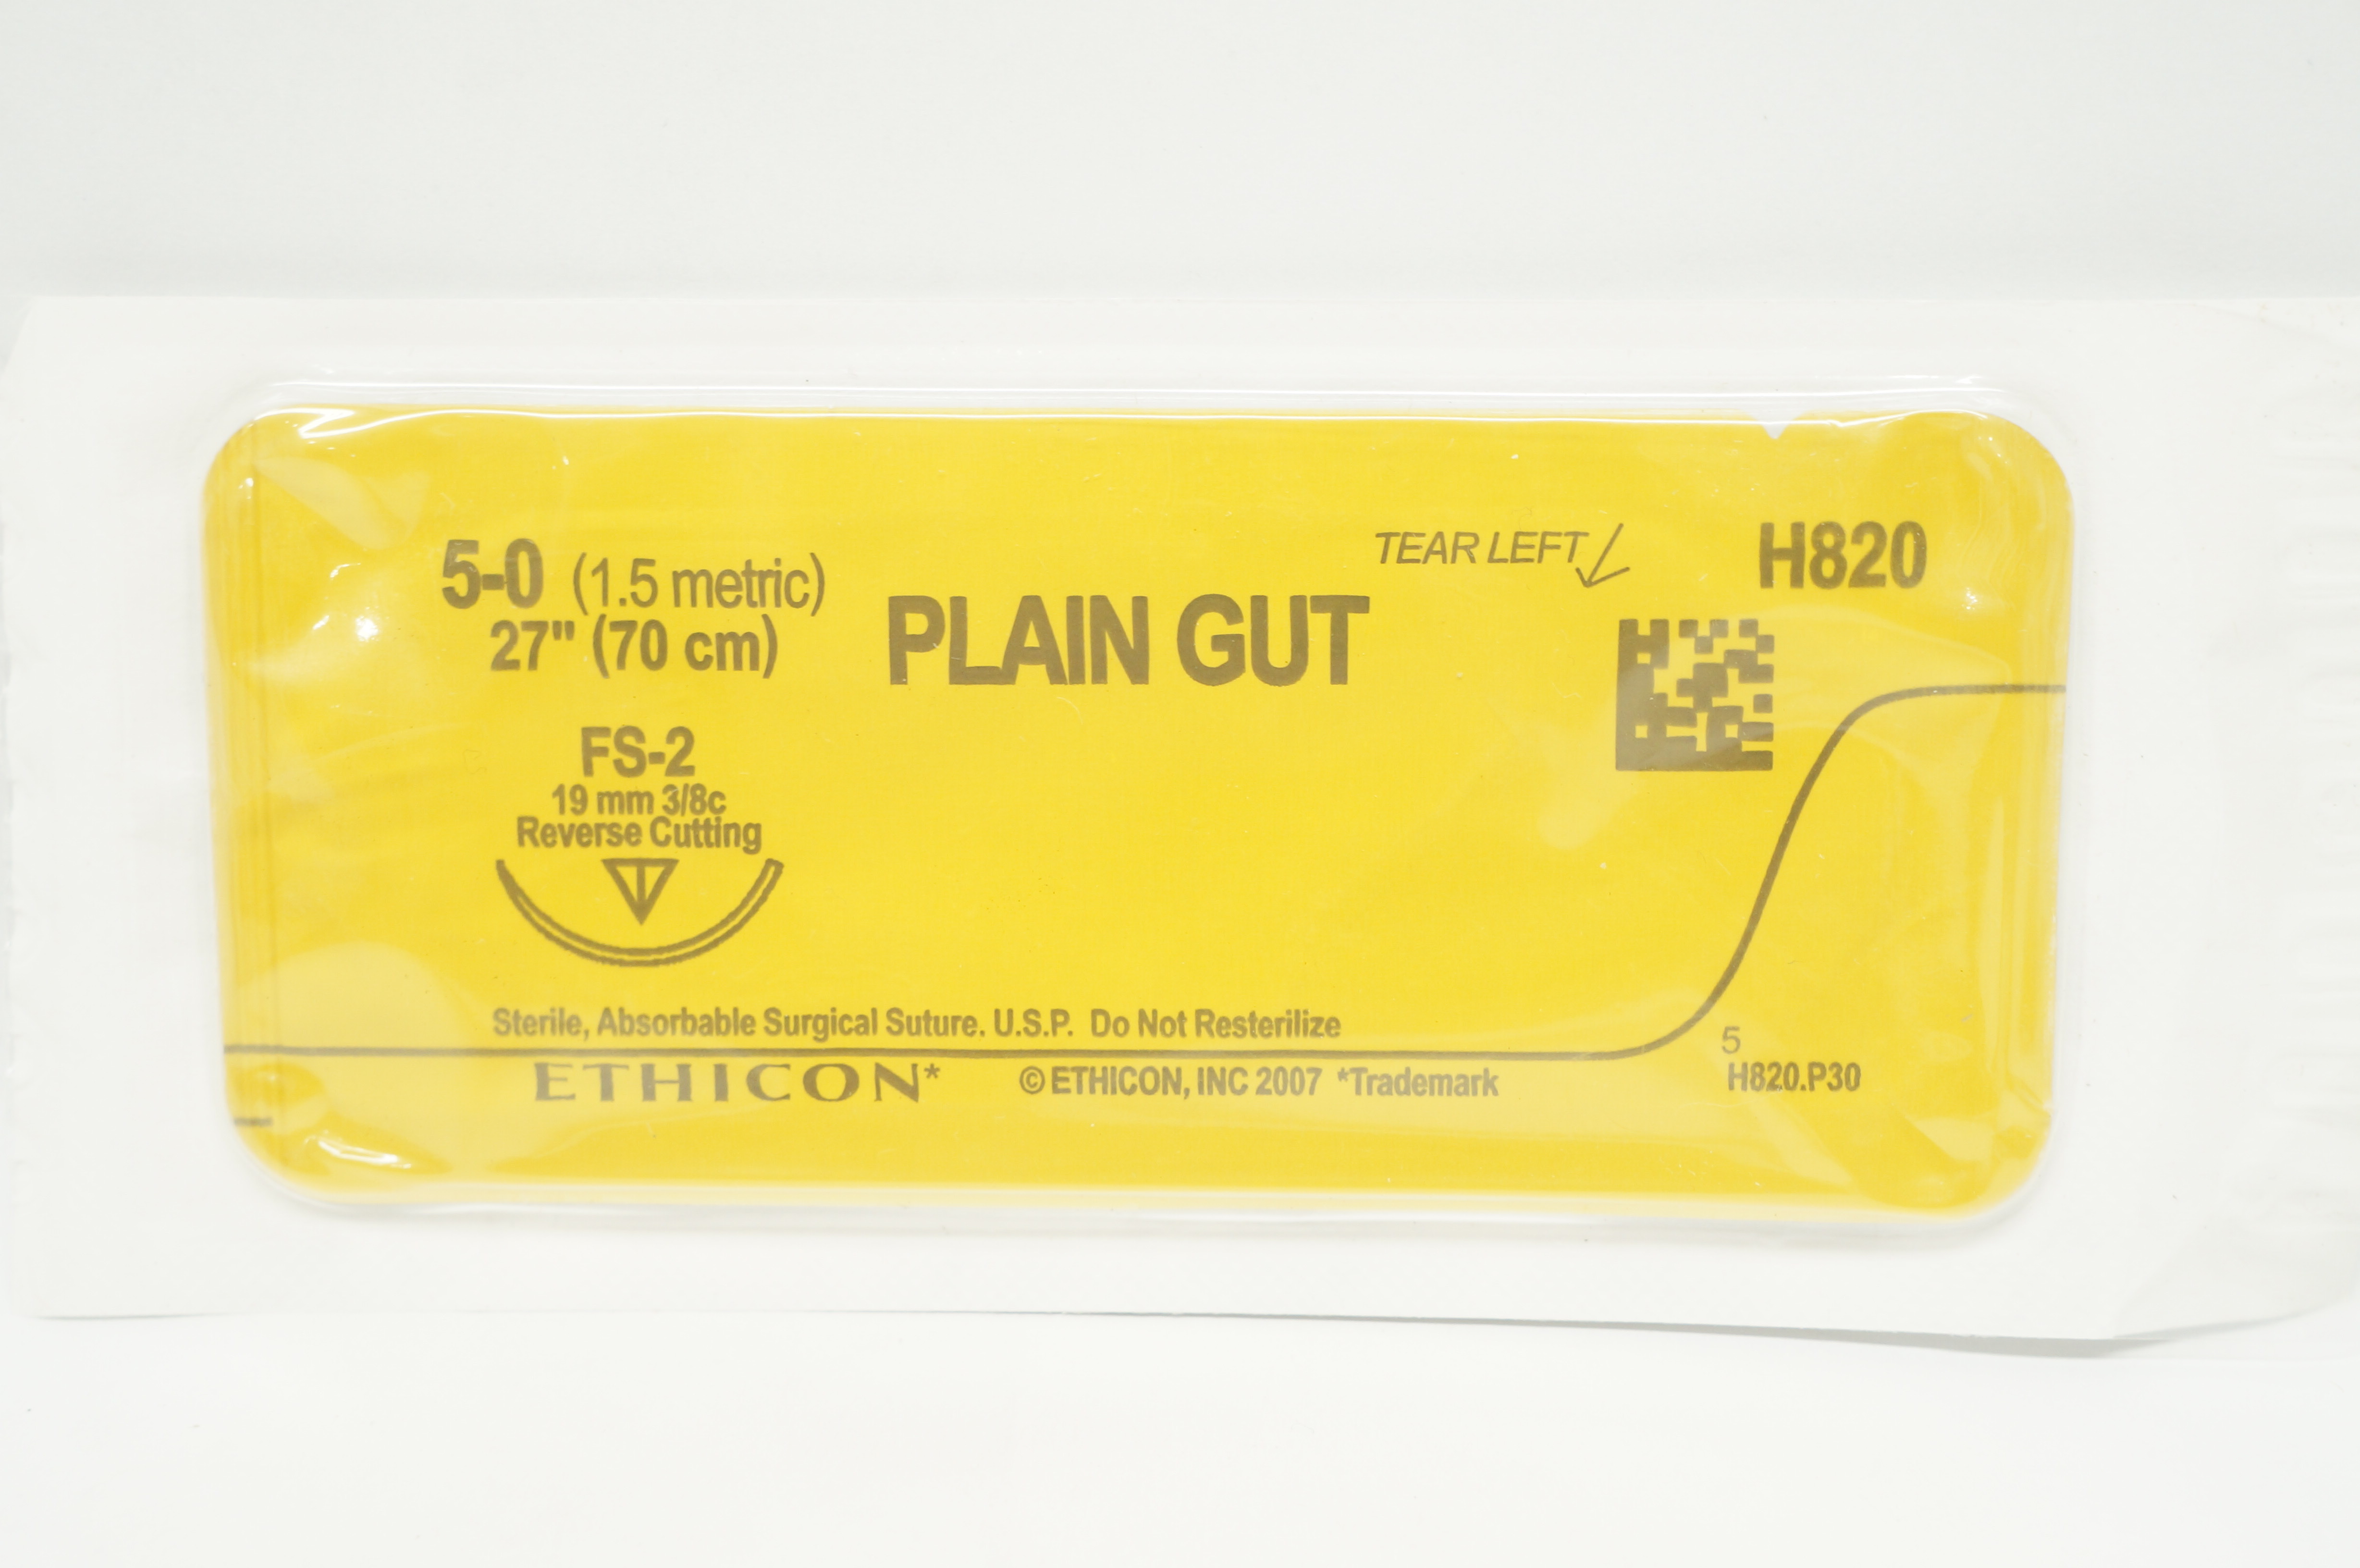 5-0 (1.5 metric)
27" (70 cm)
PLAIN GUT
TEAR LEFT
H820
FS-2
19 mm 3/8c
Reverse Cutting
Sterile, Absorbable Surgical Suture. U.S.P. Do Not Resterilize
ETHICON*
© ETHICON, INC 2007 *Trademark
5
H820.P30